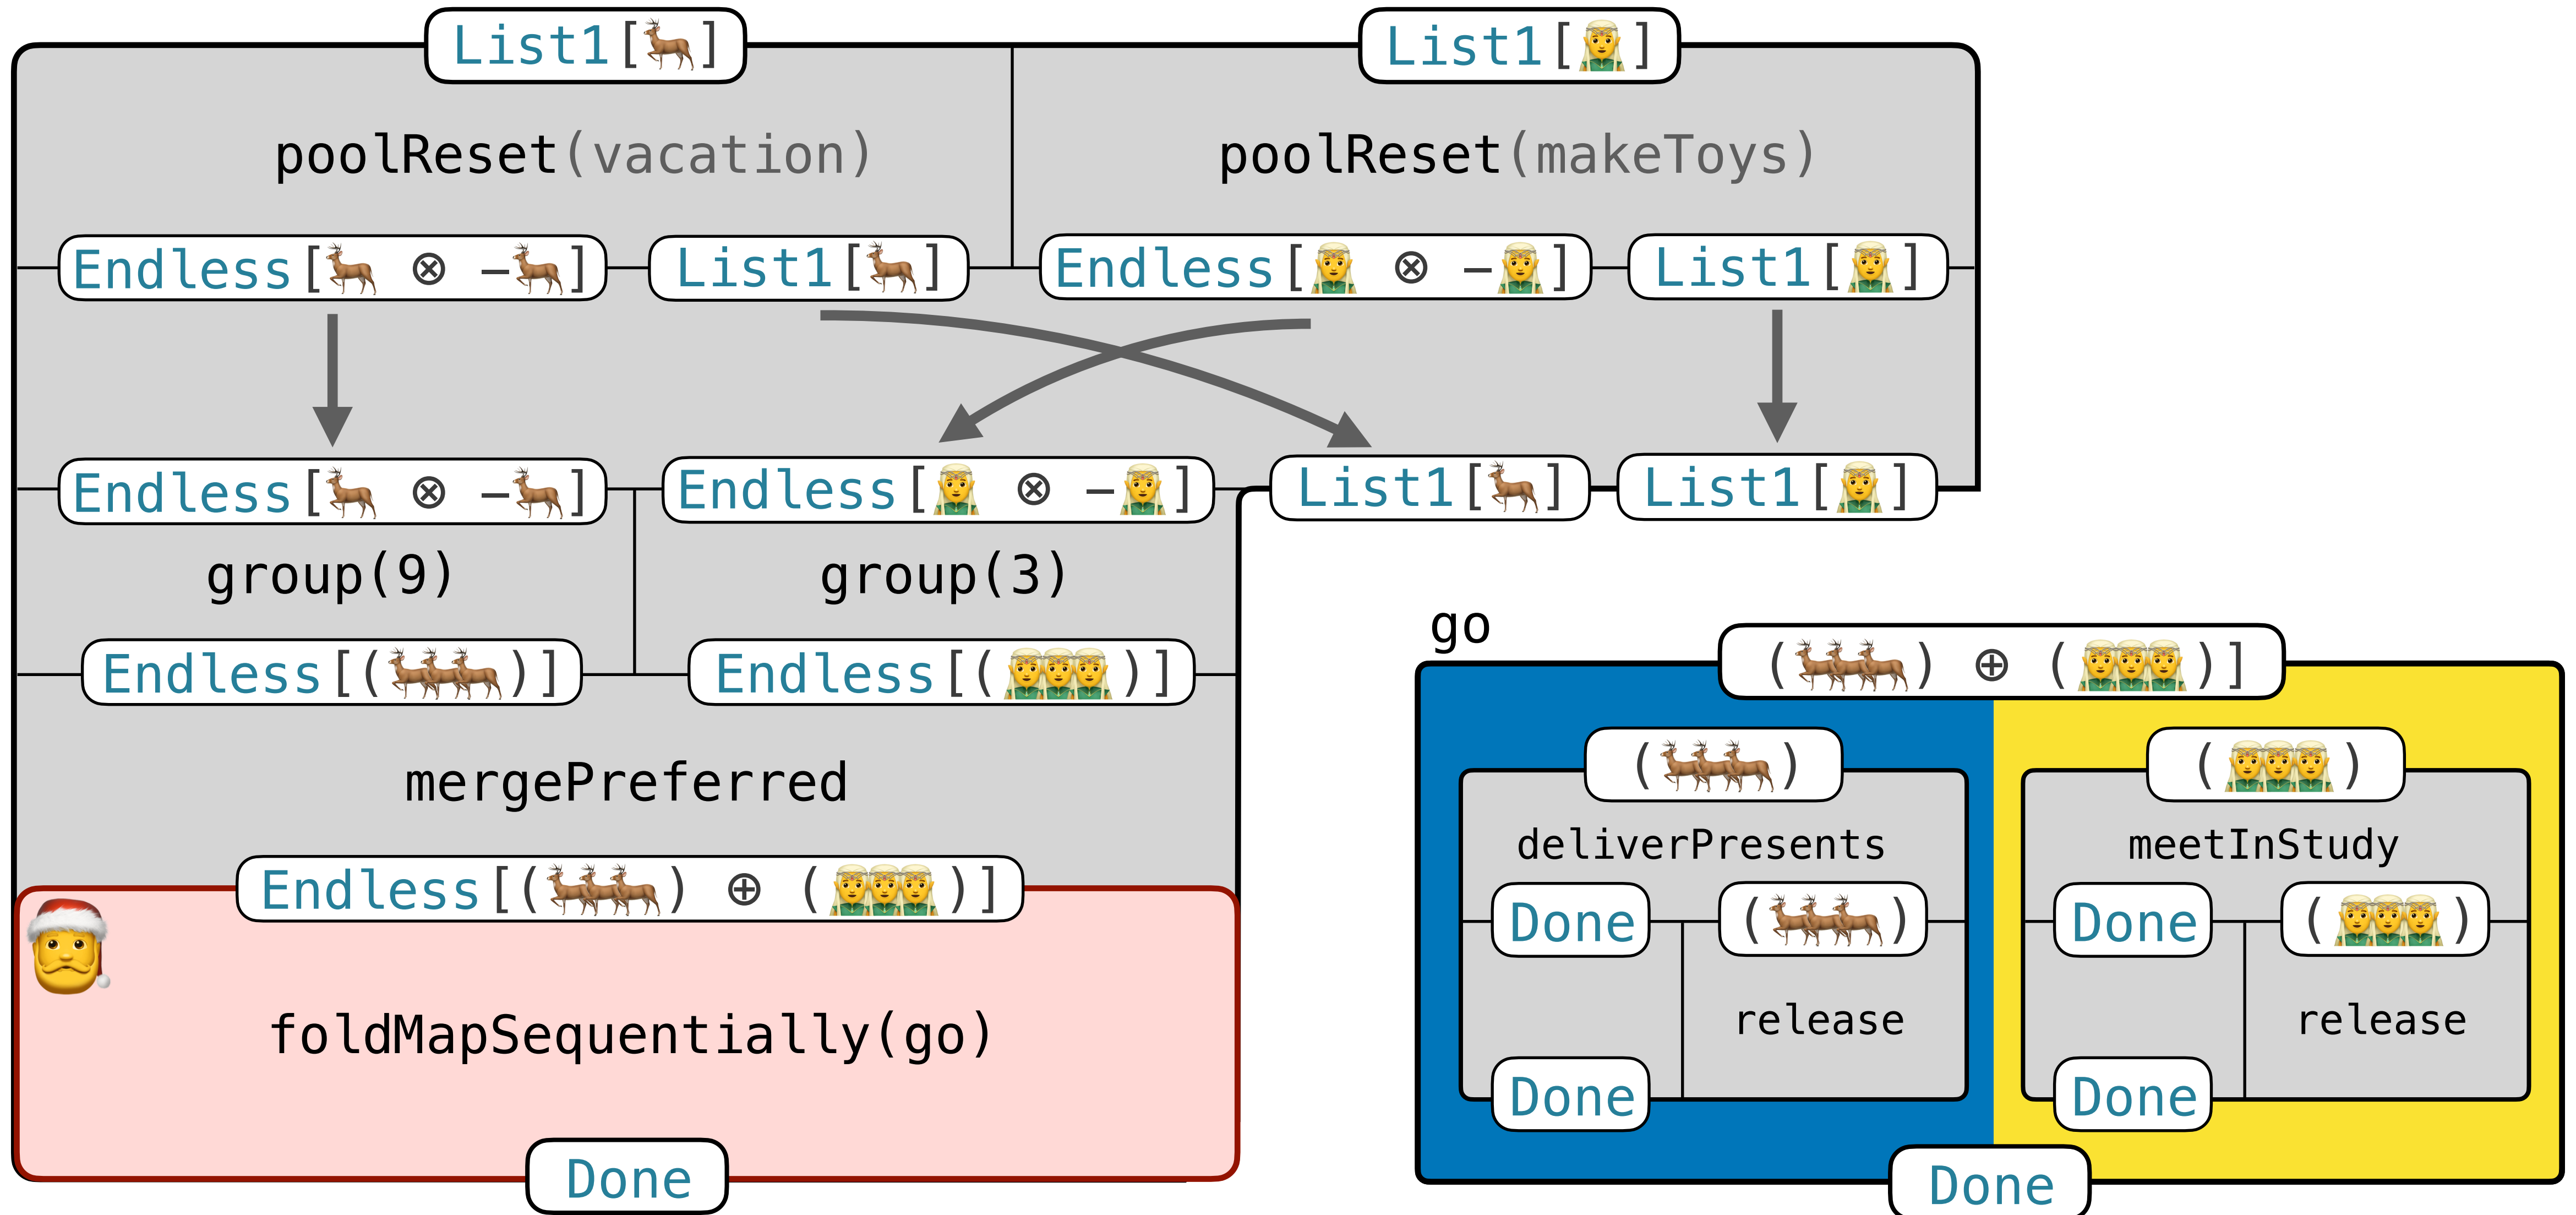 List1[🦌]
List1[🧝]
poolReset(vacation)
poolReset(makeToys)
Endless[🦌 ⊗ −🦌]
List1[🦌]
Endless[🧝 ⊗ −🧝]
List1[🧝]
Endless[🦌 ⊗ −🦌]
Endless[🧝 ⊗ −🧝]
List1[🦌]
List1[🧝]
group(9)
group(3)
Endless[(🦌🦌🦌)]
Endless[(🧝🧝🧝)]
mergePreferred
Endless[(🦌🦌🦌) ⊕ (🧝🧝🧝)]
foldMapSequentially(go)
Done
go
(🦌🦌🦌) ⊕ (🧝🧝🧝)]
(🦌🦌🦌)
(🧝🧝🧝)
deliverPresents
meetInStudy
Done
(🦌🦌🦌)
Done
(🧝🧝🧝)
release
release
Done
Done
Done